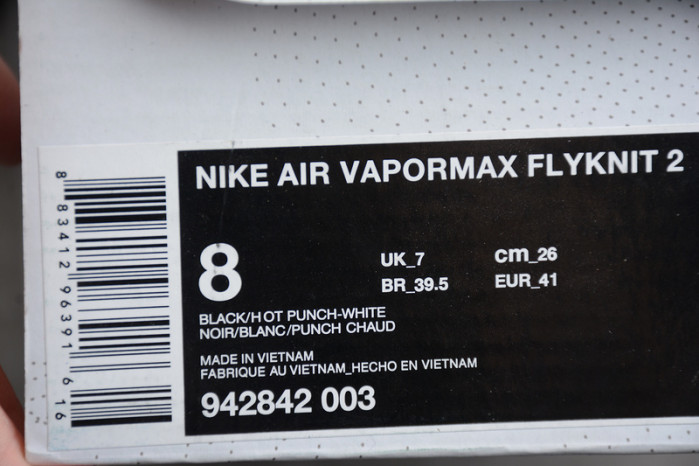 NIKE AIR VAPORMAX FLYKNIT 2
8
UK_7 cm_26
BR_39.5 EUR_41
BLACK/HOT PUNCH-WHITE
NOIR/BLANC/PUNCH CHAUD
MADE IN VIETNAM
FABRIQUE AU VIETNAM_HECHO EN VIETNAM
942842 003
8 83412 96391 6 16